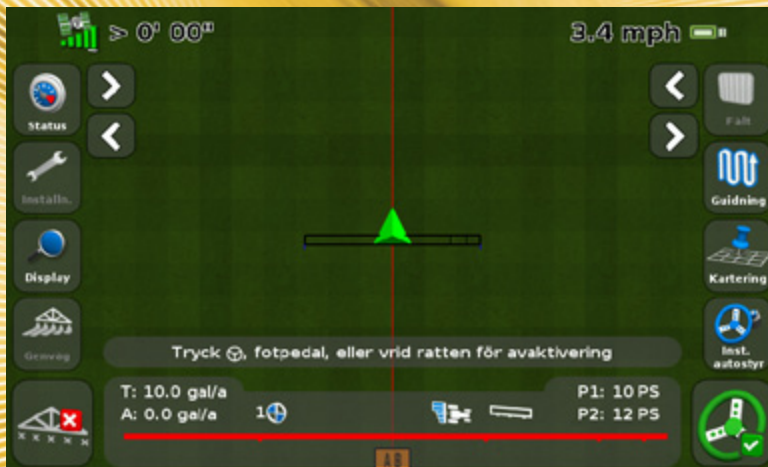 > 0' 00"
3.4 mph
Status
Inställn.
Display
Genväg
Fält
Guidning
Kartering
Inst.
autostyr
Tryck , fotpedal, eller vrid ratten för avaktivering
T: 10.0 gal/a
A: 0.0 gal/a
1
P1: 10 PS
P2: 12 PS
AB